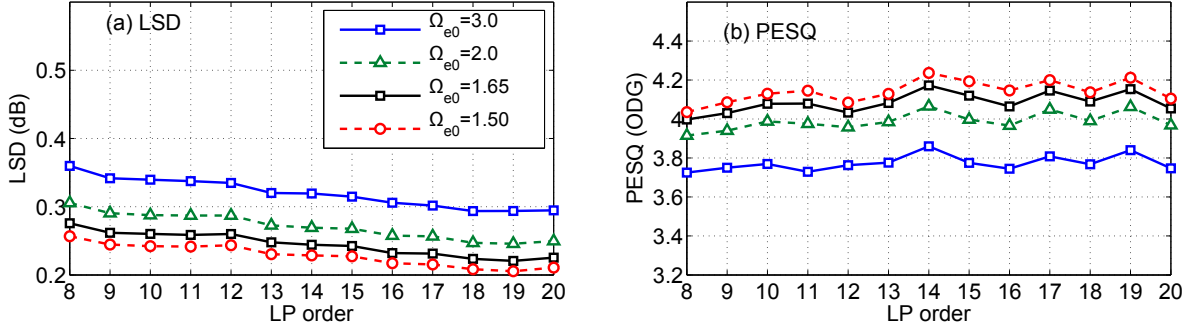 (a) LSD
Ωe0=3.0
Ωe0=2.0
Ωe0=1.65
Ωe0=1.50
LSD (dB)
0.5
0.4
0.3
0.2
8 9 10 11 12 13 14 15 16 17 18 19 20
LP order
(b) PESQ
PESQ (ODG)
4.4
4.2
4
3.8
3.6
3.4
3.2
8 9 10 11 12 13 14 15 16 17 18 19 20
LP order